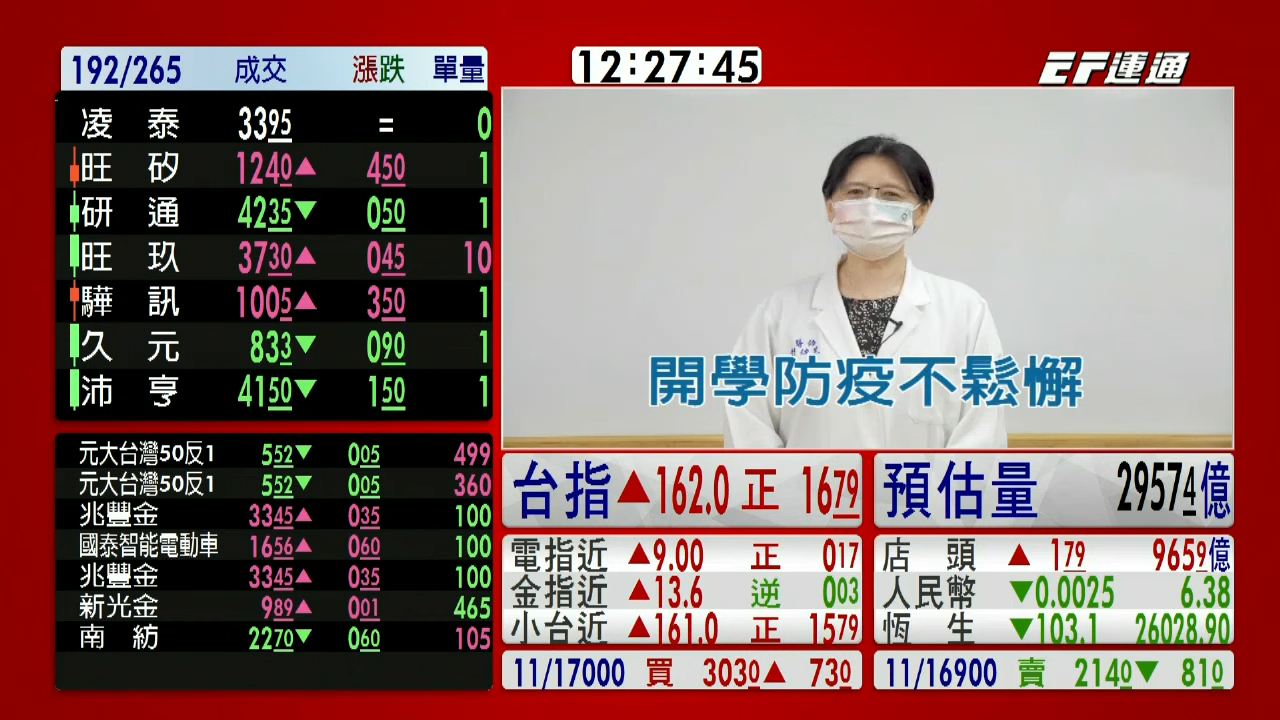 192/265 成交 漲跌 單量
12:27:45
EF運通
凌泰 3395 = 0
旺矽 1240▲ 450 1
研通 4235▼ 050 1
旺玖 3730▲ 045 10
驊訊 1005▲ 350 1
久元 833▼ 090 1
沛亨 4150▼ 150 1
開學防疫不鬆懈
元大台灣50反1 552▼ 005 499
元大台灣50反1 552▼ 005 360
兆豐金 3345▲ 035 100
國泰智能電動車 1656▲ 060 100
兆豐金 3345▲ 035 100
新光金 989▲ 001 465
南紡 2270▼ 060 105
台指▲162.0 正 1679
預估量 29574億
電指近 ▲9.00 正 017
金指近 ▲13.6 逆 003
小台近 ▲161.0 正 1579
店頭 ▲ 179 9659億
人民幣 ▼0.0025 6.38
恆生 ▼103.1 26028.90
11/17000 買 3030▲ 730
11/16900 賣 2140▼ 810